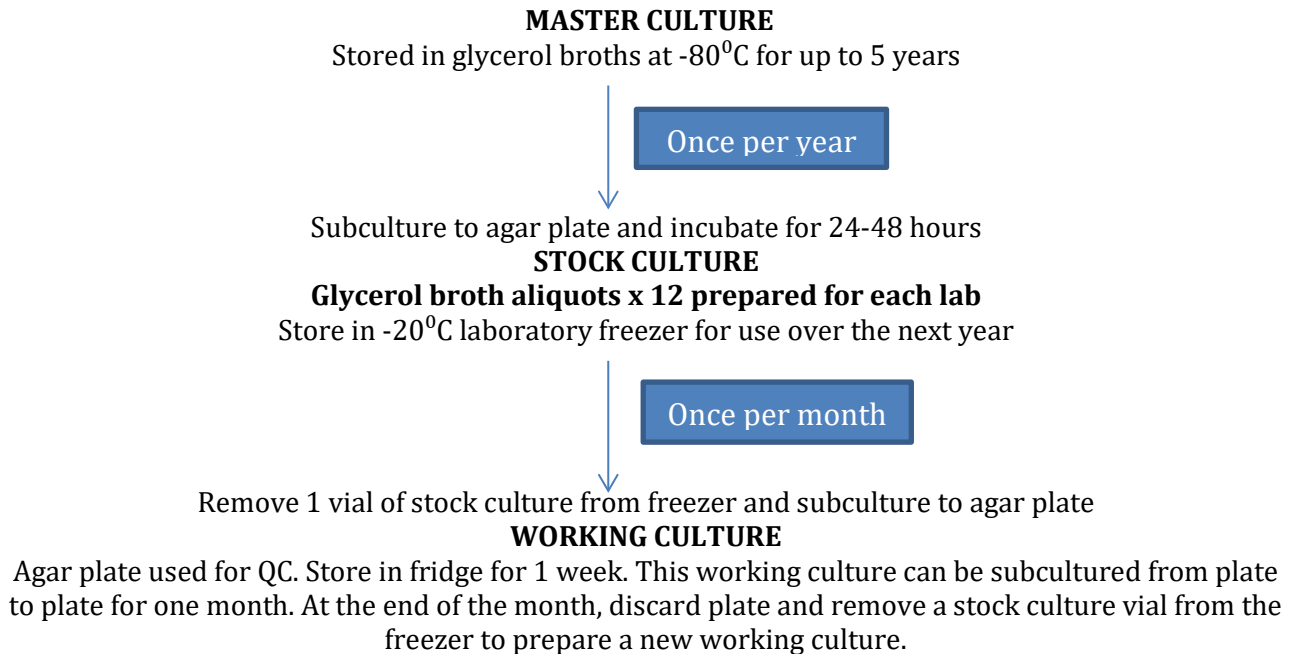 MASTER CULTURE
Stored in glycerol broths at -80⁰C for up to 5 years
Once per year
Subculture to agar plate and incubate for 24-48 hours
STOCK CULTURE
Glycerol broth aliquots x 12 prepared for each lab
Store in -20⁰C laboratory freezer for use over the next year
Once per month
Remove 1 vial of stock culture from freezer and subculture to agar plate
WORKING CULTURE
Agar plate used for QC. Store in fridge for 1 week. This working culture can be subcultured from plate
to plate for one month. At the end of the month, discard plate and remove a stock culture vial from the
freezer to prepare a new working culture.